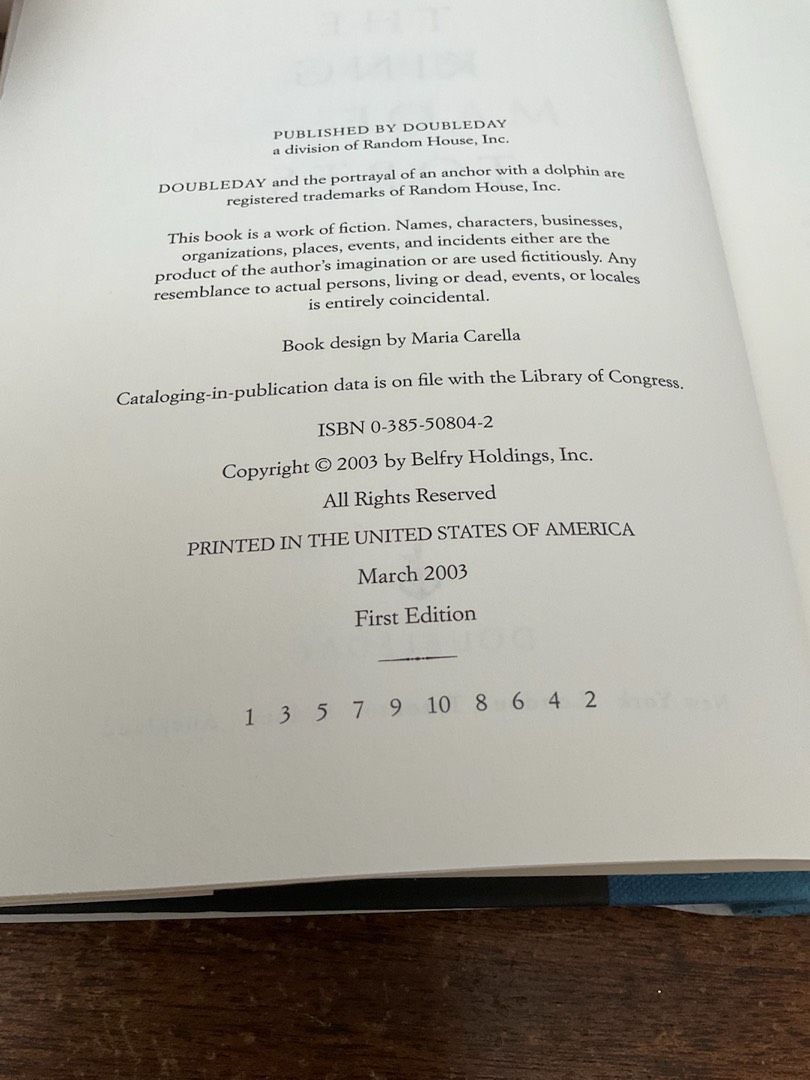 PUBLISHED BY DOUBLEDAY
a division of Random House, Inc.
DOUBLEDAY and the portrayal of an anchor with a dolphin are
registered trademarks of Random House, Inc.
This book is a work of fiction. Names, characters, businesses,
organizations, places, events, and incidents either are the
product of the author's imagination or are used fictitiously. Any
resemblance to actual persons, living or dead, events, or locales
is entirely coincidental.
Book design by Maria Carella
Cataloging-in-publication data is on file with the Library of Congress.
ISBN 0-385-50804-2
Copyright © 2003 by Belfry Holdings, Inc.
All Rights Reserved
PRINTED IN THE UNITED STATES OF AMERICA
March 2003
First Edition
1 3 5 7 9 10 8 6 4 2